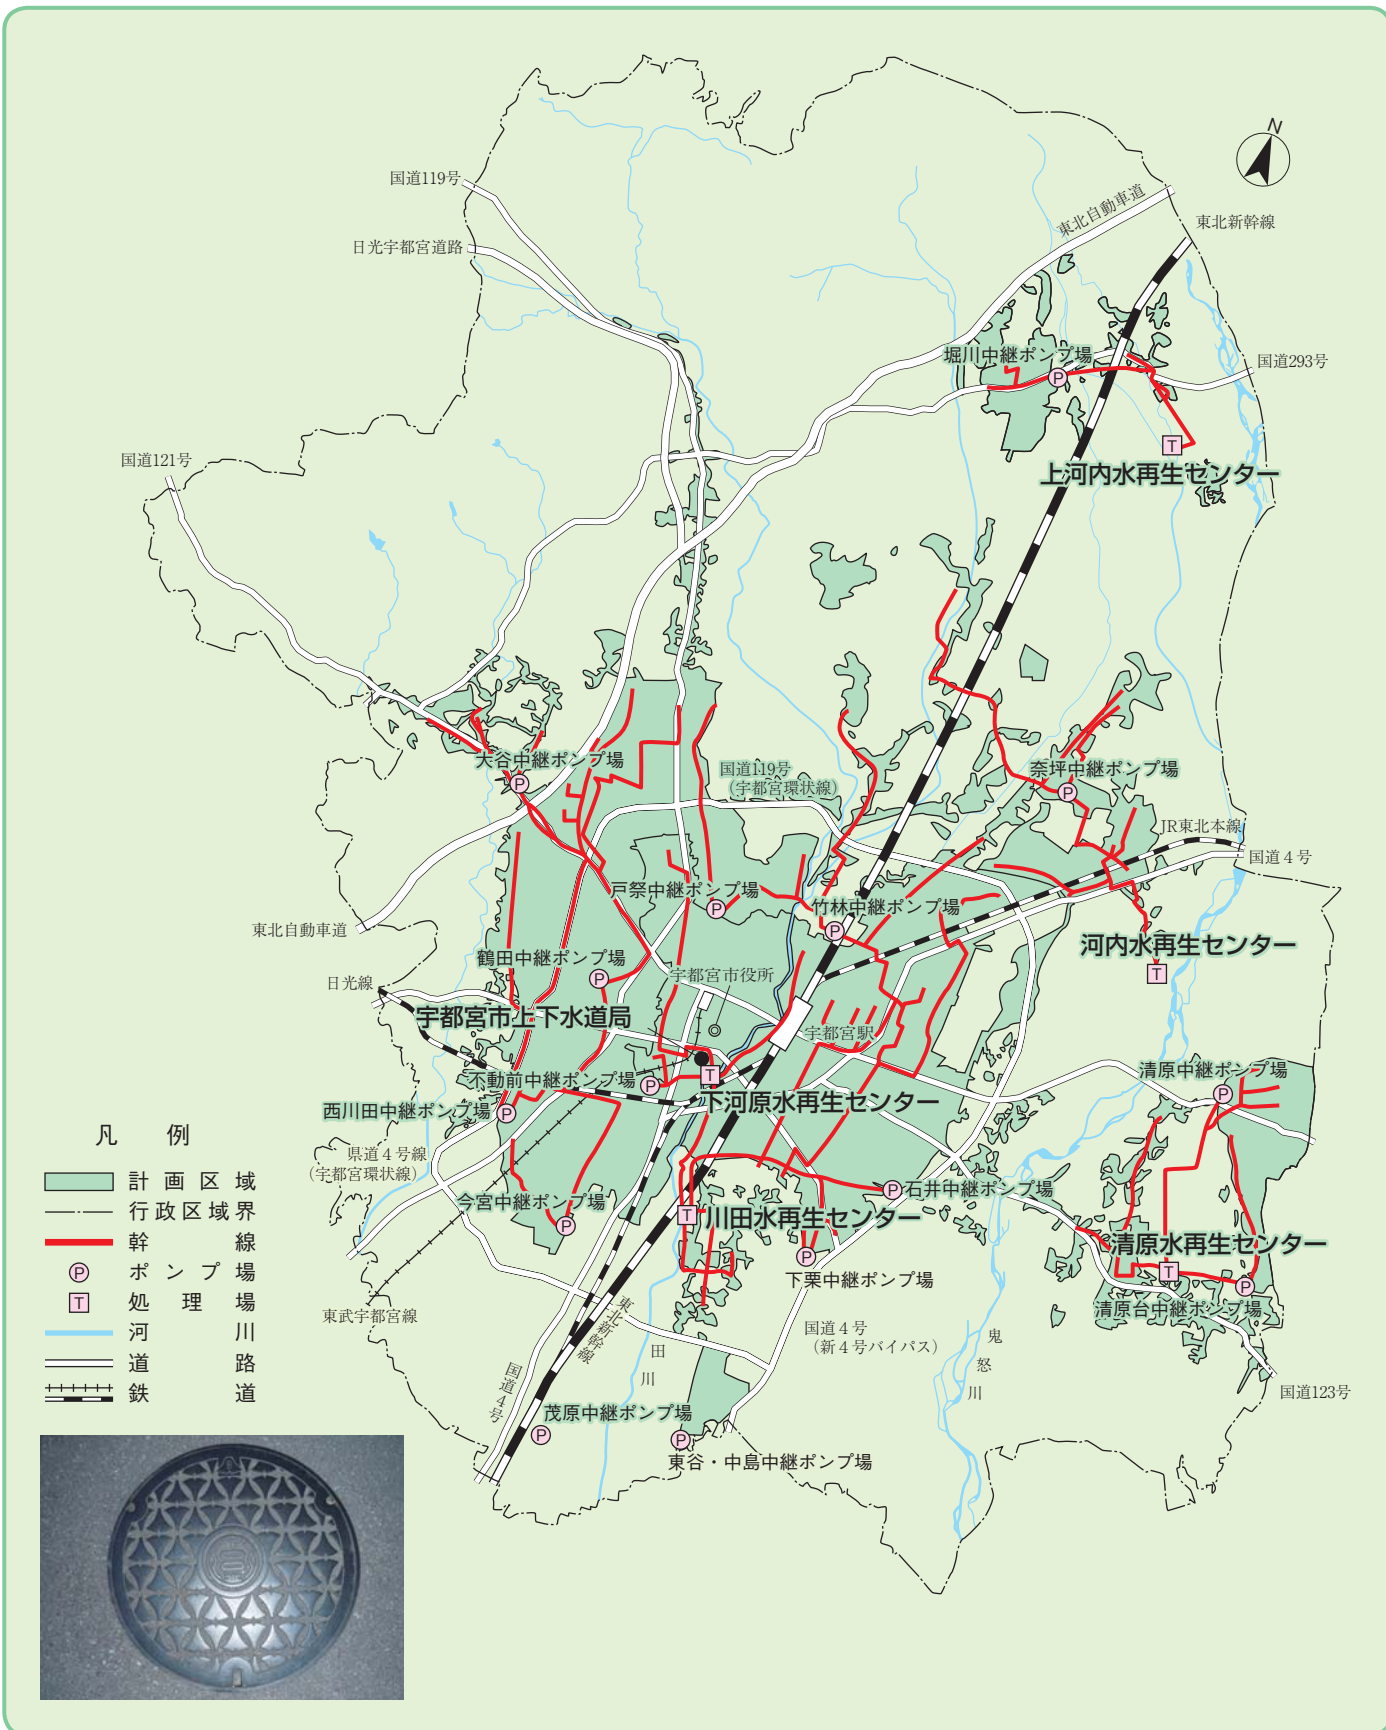 N
国道119号
東北自動車道
東北新幹線
日光宇都宮道路
堀川中継ポンプ場
P
国道293号
T
国道121号
上河内水再生センター
大谷中継ポンプ場
P
国道119号
（宇都宮環状線）
奈坪中継ポンプ場
P
JR東北本線
国道４号
戸祭中継ポンプ場
P
竹林中継ポンプ場
P
東北自動車道
河内水再生センター
T
鶴田中継ポンプ場
P
日光線
宇都宮市役所
宇都宮市上下水道局
宇都宮駅
不動前中継ポンプ場
P
T
清原中継ポンプ場
P
西川田中継ポンプ場
P
下河原水再生センター
県道４号線
（宇都宮環状線）
今宮中継ポンプ場
P
P
石井中継ポンプ場
T
川田水再生センター
清原水再生センター
T
P
下栗中継ポンプ場
P
清原台中継ポンプ場
東武宇都宮線
東北新幹線
国道４号
（新４号バイパス）
田川
鬼怒川
国道４号
国道123号
茂原中継ポンプ場
P
P
東谷・中島中継ポンプ場
凡例
計画区域
行政区域界
幹線
P ポンプ場
T 処理場
河川
道路
鉄道